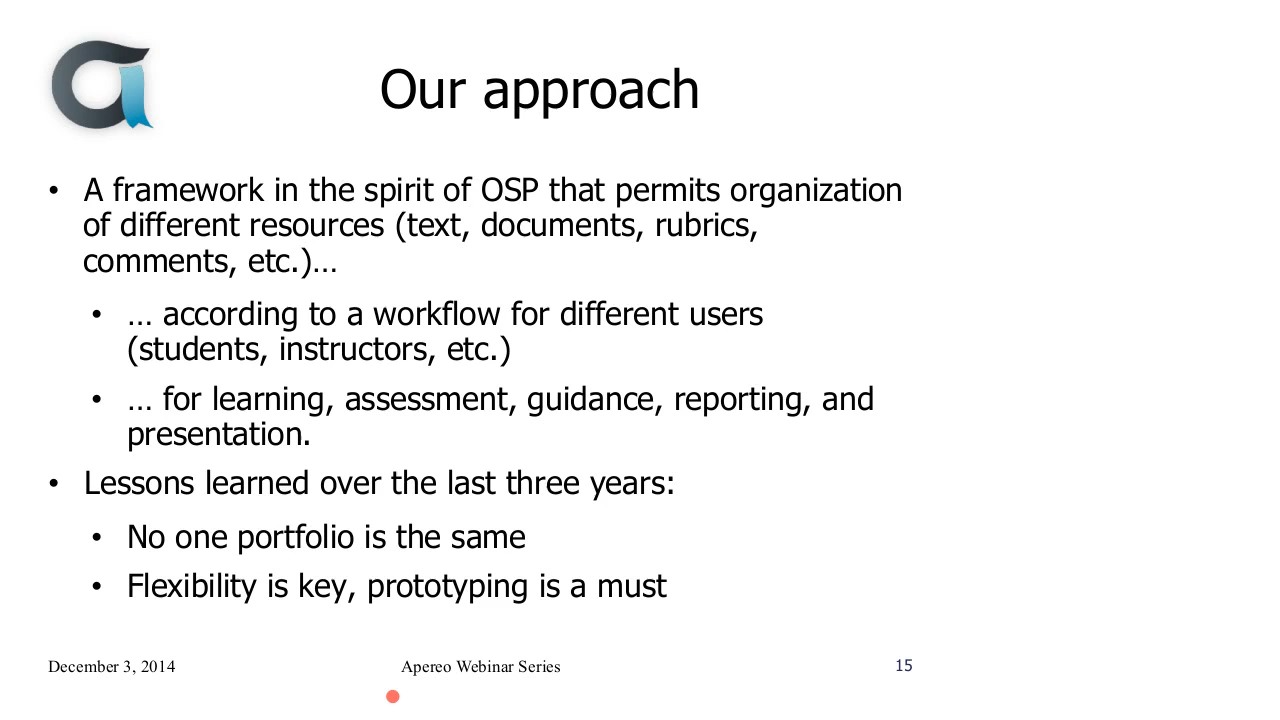 Our approach
• A framework in the spirit of OSP that permits organization
of different resources (text, documents, rubrics,
comments, etc.)…
• … according to a workflow for different users
(students, instructors, etc.)
• … for learning, assessment, guidance, reporting, and
presentation.
• Lessons learned over the last three years:
• No one portfolio is the same
• Flexibility is key, prototyping is a must
December 3, 2014
Apereo Webinar Series
15